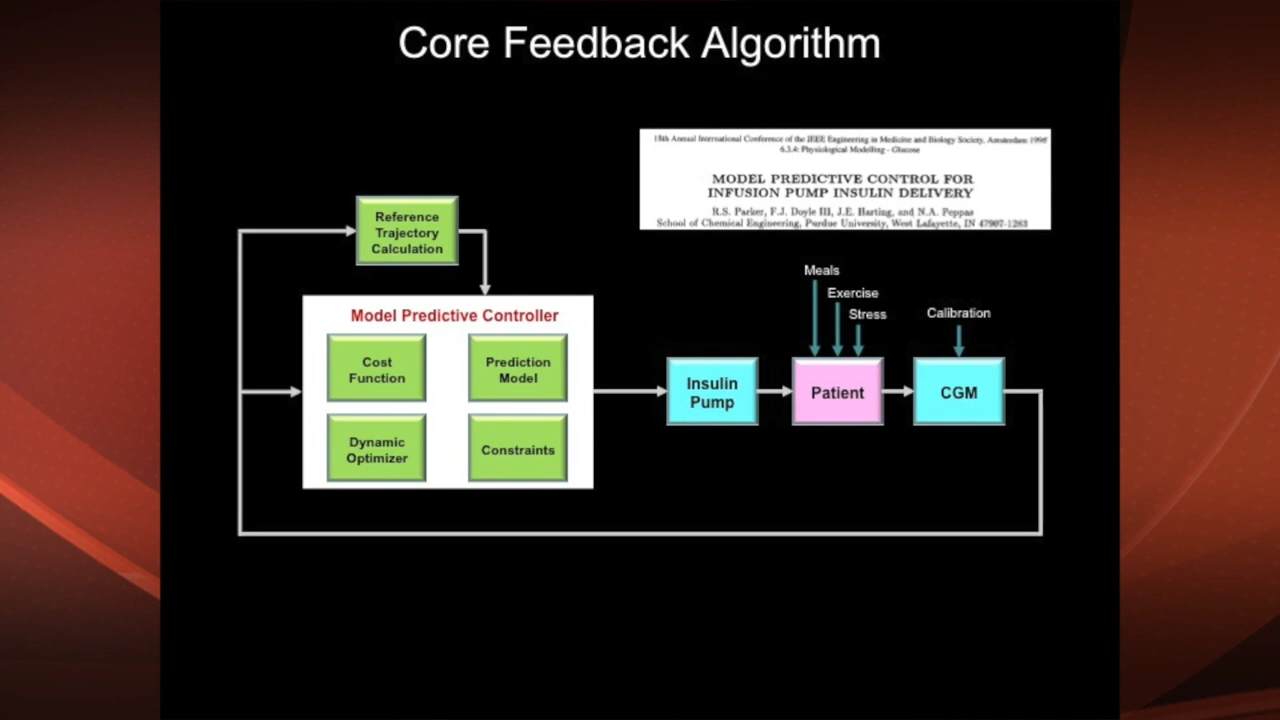 Core Feedback Algorithm
18th Annual International Conference of the IEEE Engineering in Medicine and Biology Society, Amsterdam 1996
6.3.4: Physiological Modelling - Glucose
MODEL PREDICTIVE CONTROL FOR
INFUSION PUMP INSULIN DELIVERY
R.S. Parker, F.J. Doyle III, J.E. Harting, and N.A. Peppas
School of Chemical Engineering, Purdue University, West Lafayette, IN 47907-1283
Reference
Trajectory
Calculation
Model Predictive Controller
Cost
Function
Prediction
Model
Dynamic
Optimizer
Constraints
Meals
Exercise
Stress
Calibration
Insulin
Pump
Patient
CGM